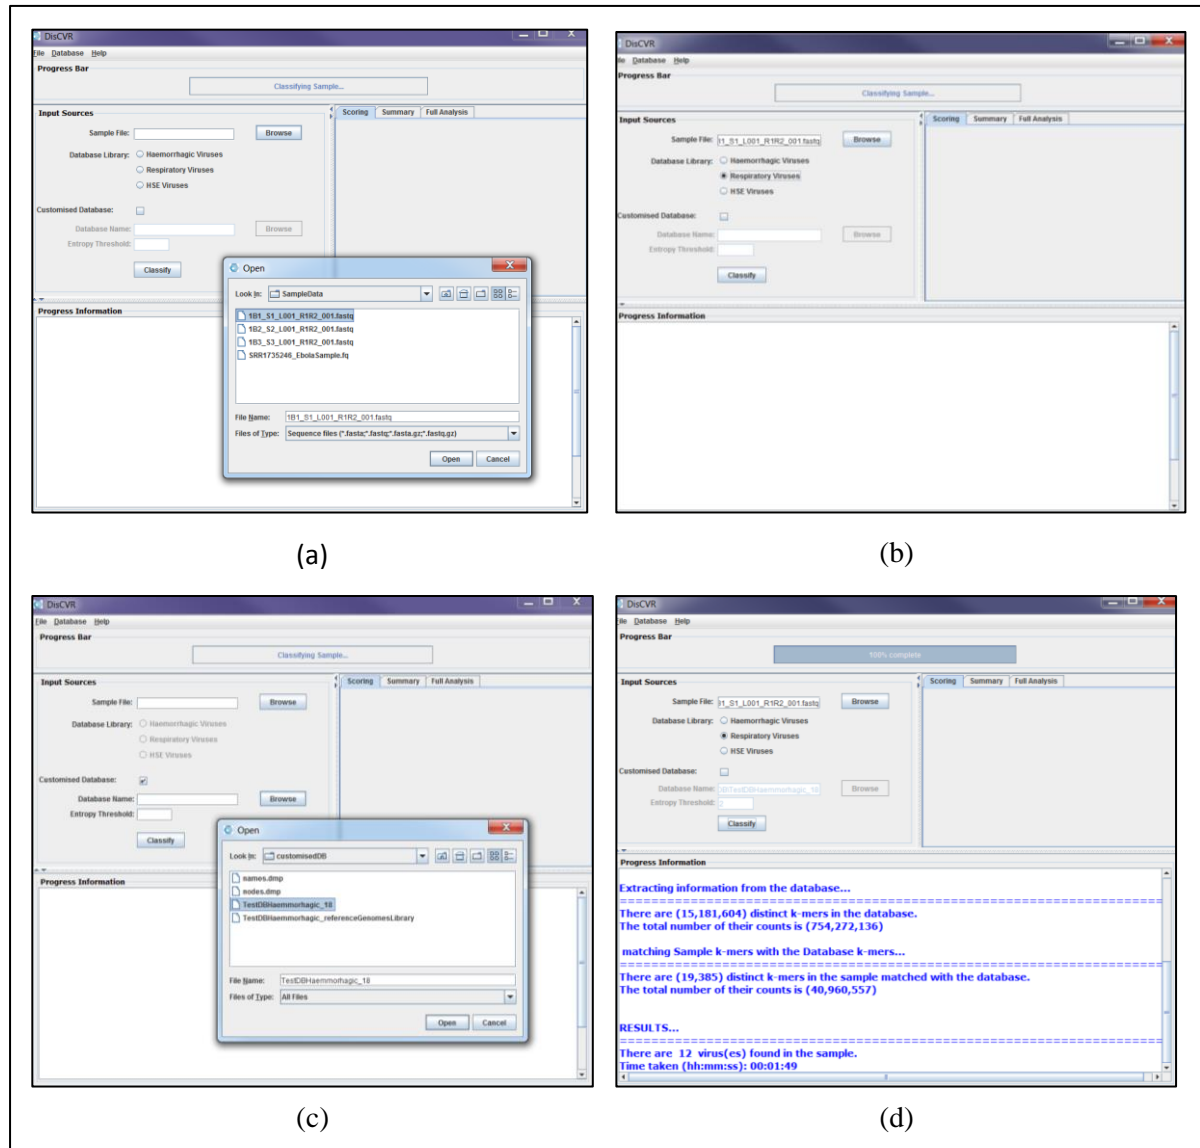 DisCVR
File Database Help
Progress Bar
Classifying Sample...
Input Sources
Scoring Summary Full Analysis
Sample File: Browse
Database Library: Haemorrhagic Viruses
Respiratory Viruses
HSE Viruses
Customised Database:
Database Name: Browse
Entropy Threshold:
Classify
Progress Information
Open
Look In: SampleData
1B1_S1_L001_R1R2_001.fastq
1B2_S2_L001_R1R2_001.fastq
1B3_S3_L001_R1R2_001.fastq
SRR1735246_EbolaSample.fq
File Name: 1B1_S1_L001_R1R2_001.fastq
Files of Type: Sequence files (*.fasta;*.fastq;*.fasta.gz;*.fastq.gz)
Open Cancel
(a)
DisCVR
le Database Help
Progress Bar
Classifying Sample...
Input Sources
Scoring Summary Full Analysis
Sample File: 1_S1_L001_R1R2_001.fastq Browse
Database Library: Haemorrhagic Viruses
Respiratory Viruses
HSE Viruses
Customised Database:
Database Name: Browse
Entropy Threshold:
Classify
Progress Information
(b)
DisCVR
File Database Help
Progress Bar
Classifying Sample...
Input Sources
Scoring Summary Full Analysis
Sample File: Browse
Database Library: Haemorrhagic Viruses
Respiratory Viruses
HSE Viruses
Customised Database:
Database Name: Browse
Entropy Threshold:
Classify
Progress Information
Open
Look In: customisedDB
names.dmp
nodes.dmp
TestDBHaemmorhagic_18
TestDBHaemmorhagic_referenceGenomesLibrary
File Name: TestDBHaemmorhagic_18
Files of Type: All Files
Open Cancel
(c)
DisCVR
File Database Help
Progress Bar
100% complete
Input Sources
Scoring Summary Full Analysis
Sample File: 1_S1_L001_R1R2_001.fastq Browse
Database Library: Haemorrhagic Viruses
Respiratory Viruses
HSE Viruses
Customised Database:
Database Name: TestDBHaemmorhagic_18 Browse
Entropy Threshold: 2
Classify
Progress Information
Extracting information from the database...
There are (15,181,604) distinct k-mers in the database.
The total number of their counts is (754,272,136)
matching Sample k-mers with the Database k-mers...
There are (19,385) distinct k-mers in the sample matched with the database.
The total number of their counts is (40,960,557)
RESULTS...
There are 12 virus(es) found in the sample.
Time taken (hh:mm:ss): 00:01:49
(d)